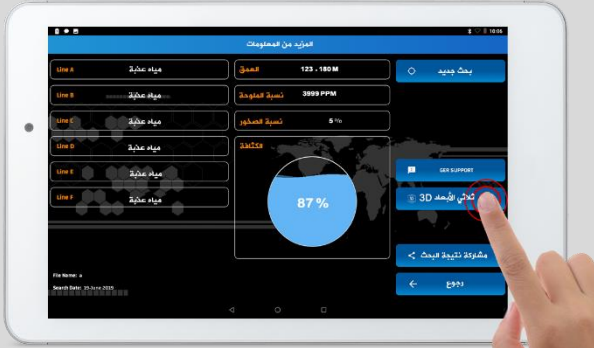 10:06
المزيد من المعلومات
Line A مياه عذبة
Line B مياه عذبة
Line C مياه عذبة
Line D مياه عذبة
Line E مياه عذبة
Line F مياه عذبة
العمق 123 - 180 M
نسبة الملوحة 3999 PPM
نسبة الصخور 5 %
الكثافة
87 %
بحث جديد
GER SUPPORT
ثلاثي الأبعاد 3D
مشاركة نتيجة البحث
رجوع
File Name: a
Search Date: 19-June-2019